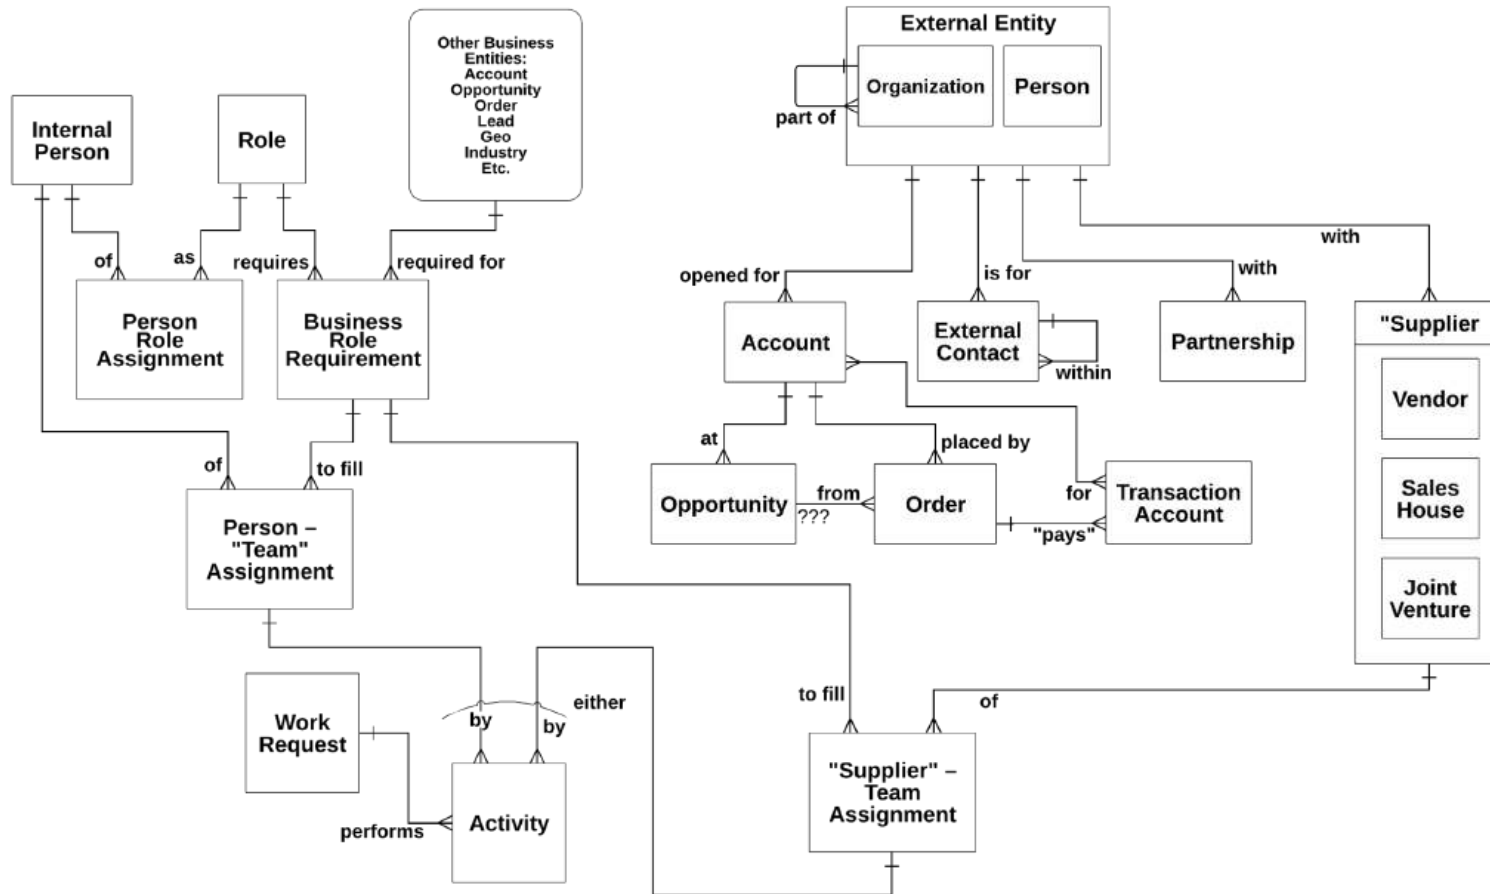 Other Business
Entities:
Account
Opportunity
Order
Lead
Geo
Industry
Etc.
External Entity
Organization
Person
part of
Internal
Person
Role
of
as
requires
required for
Person
Role
Assignment
Business
Role
Requirement
opened for
is for
with
with
Account
External
Contact
within
Partnership
"Supplier
Vendor
Sales
House
Joint
Venture
at
placed by
Opportunity
from
???
Order
for
"pays"
Transaction
Account
of
to fill
Person –
"Team"
Assignment
Work
Request
performs
by
by
either
Activity
to fill
of
"Supplier" –
Team
Assignment